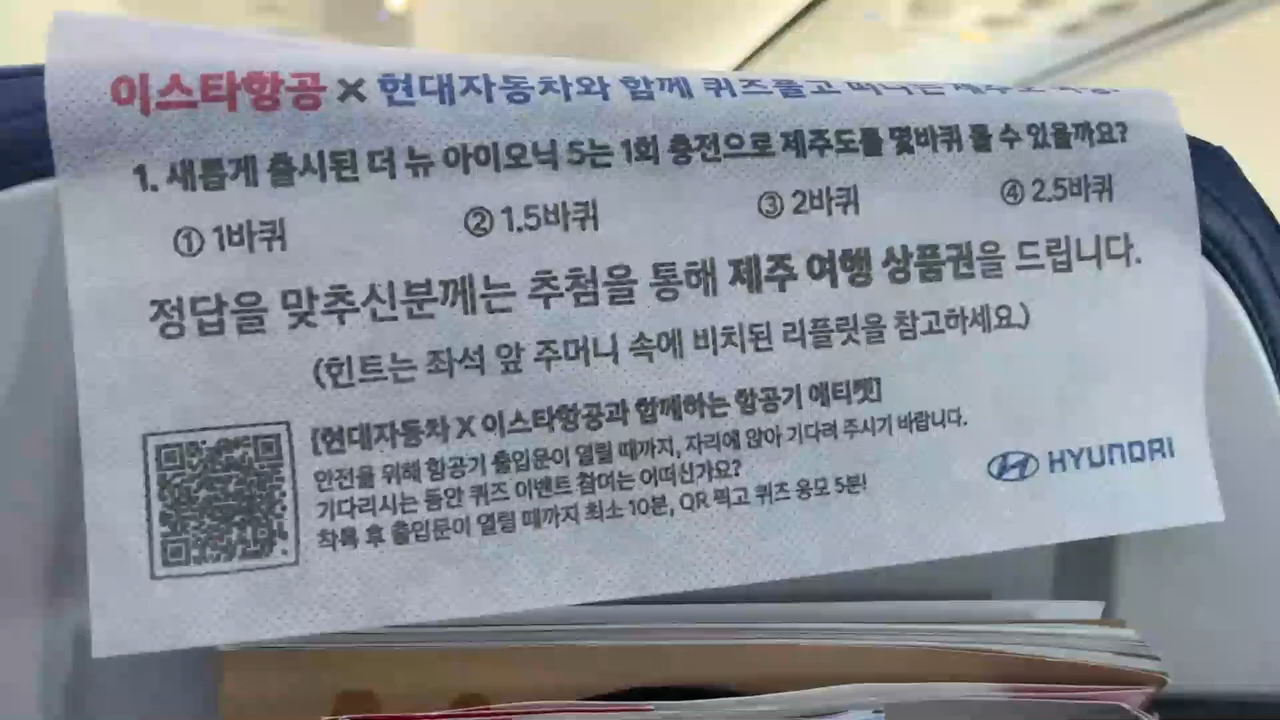 이스타항공 × 현대자동차와 함께 퀴즈풀고
1. 새롭게 출시된 더 뉴 아이오닉 5는 1회 충전으로 제주도를 몇바퀴 돌 수 있을까요?
① 1바퀴 ② 1.5바퀴 ③ 2바퀴 ④ 2.5바퀴
정답을 맞추신분께는 추첨을 통해 제주 여행 상품권을 드립니다.
(힌트는 좌석 앞 주머니 속에 비치된 리플릿을 참고하세요.)
[현대자동차 X 이스타항공과 함께하는 항공기 에티켓]
안전을 위해 항공기 출입문이 열릴 때까지, 자리에 앉아 기다려 주시기 바랍니다.
기다리시는 동안 퀴즈 이벤트 참여는 어떠신가요?
착륙 후 출입문이 열릴 때까지 최소 10분, QR 찍고 퀴즈 응모 5분!
HYUNDAI